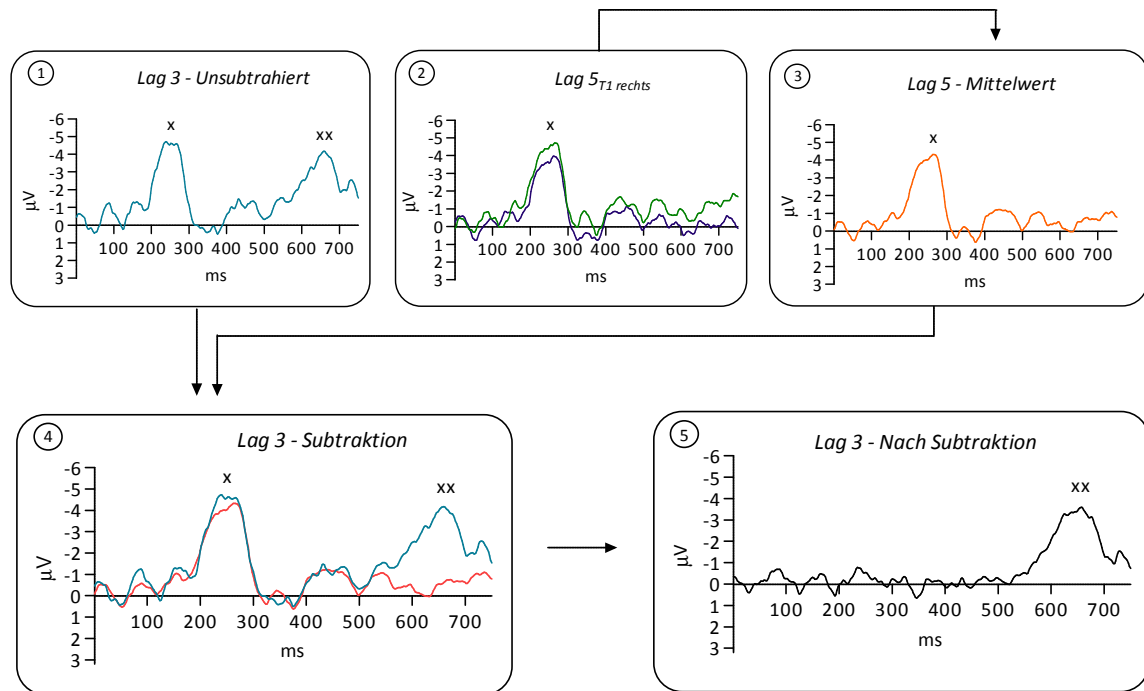 1
Lag 3 - Unsubtrahiert
x
xx
-6
-5
-4
-3
-2
-1
0
1
2
3
µV
100 200 300 400 500 600 700
ms
2
Lag 5T1 rechts
x
-6
-5
-4
-3
-2
-1
0
1
2
3
µV
100 200 300 400 500 600 700
ms
3
Lag 5 - Mittelwert
x
-6
-5
-4
-3
-2
-1
0
1
2
3
µV
100 200 300 400 500 600 700
ms
4
Lag 3 - Subtraktion
x
xx
-6
-5
-4
-3
-2
-1
0
1
2
3
µV
100 200 300 400 500 600 700
ms
5
Lag 3 - Nach Subtraktion
xx
-6
-5
-4
-3
-2
-1
0
1
2
3
µV
100 200 300 400 500 600 700
ms